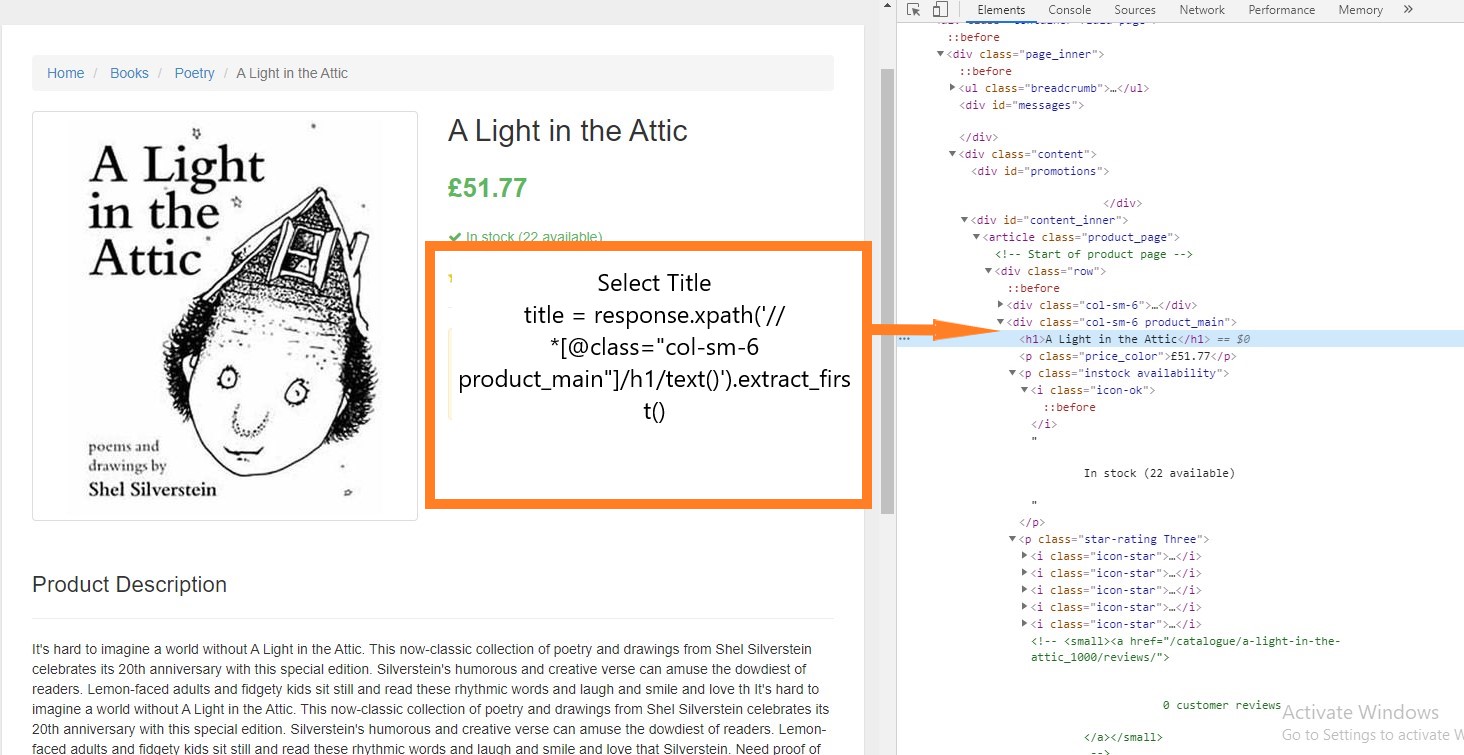 Home / Books / Poetry / A Light in the Attic
A Light
in the
Attic
poems and
drawings by
Shel Silverstein
A Light in the Attic
£51.77
In stock (22 available)
Select Title
title = response.xpath('//
*[@class="col-sm-6
product_main"]/h1/text()').extract_firs
t()
Product Description
It's hard to imagine a world without A Light in the Attic. This now-classic collection of poetry and drawings from Shel Silverstein
celebrates its 20th anniversary with this special edition. Silverstein's humorous and creative verse can amuse the dowdiest of
readers. Lemon-faced adults and fidgety kids sit still and read these rhythmic words and laugh and smile and love th It's hard to
imagine a world without A Light in the Attic. This now-classic collection of poetry and drawings from Shel Silverstein celebrates its
20th anniversary with this special edition. Silverstein's humorous and creative verse can amuse the dowdiest of readers. Lemon-
faced adults and fidgety kids sit still and read these rhythmic words and laugh and smile and love that Silverstein. Need proof of
Elements Console Sources Network Performance Memory »
::before
<div class="page_inner">
::before
<ul class="breadcrumb">…</ul>
<div id="messages">
</div>
<div class="content">
<div id="promotions">
</div>
<div id="content_inner">
<article class="product_page">
<!-- Start of product page -->
<div class="row">
::before
<div class="col-sm-6">…</div>
<div class="col-sm-6 product_main">
… <h1>A Light in the Attic</h1> == $0
<p class="price_color">£51.77</p>
<p class="instock availability">
<i class="icon-ok">
::before
</i>
"
In stock (22 available)
"
</p>
<p class="star-rating Three">
<i class="icon-star">…</i>
<i class="icon-star">…</i>
<i class="icon-star">…</i>
<i class="icon-star">…</i>
<i class="icon-star">…</i>
<!-- <small><a href="/catalogue/a-light-in-the-
attic_1000/reviews/">
0 customer reviews
</a></small>
-->
Activate Windows
Go to Settings to activate W